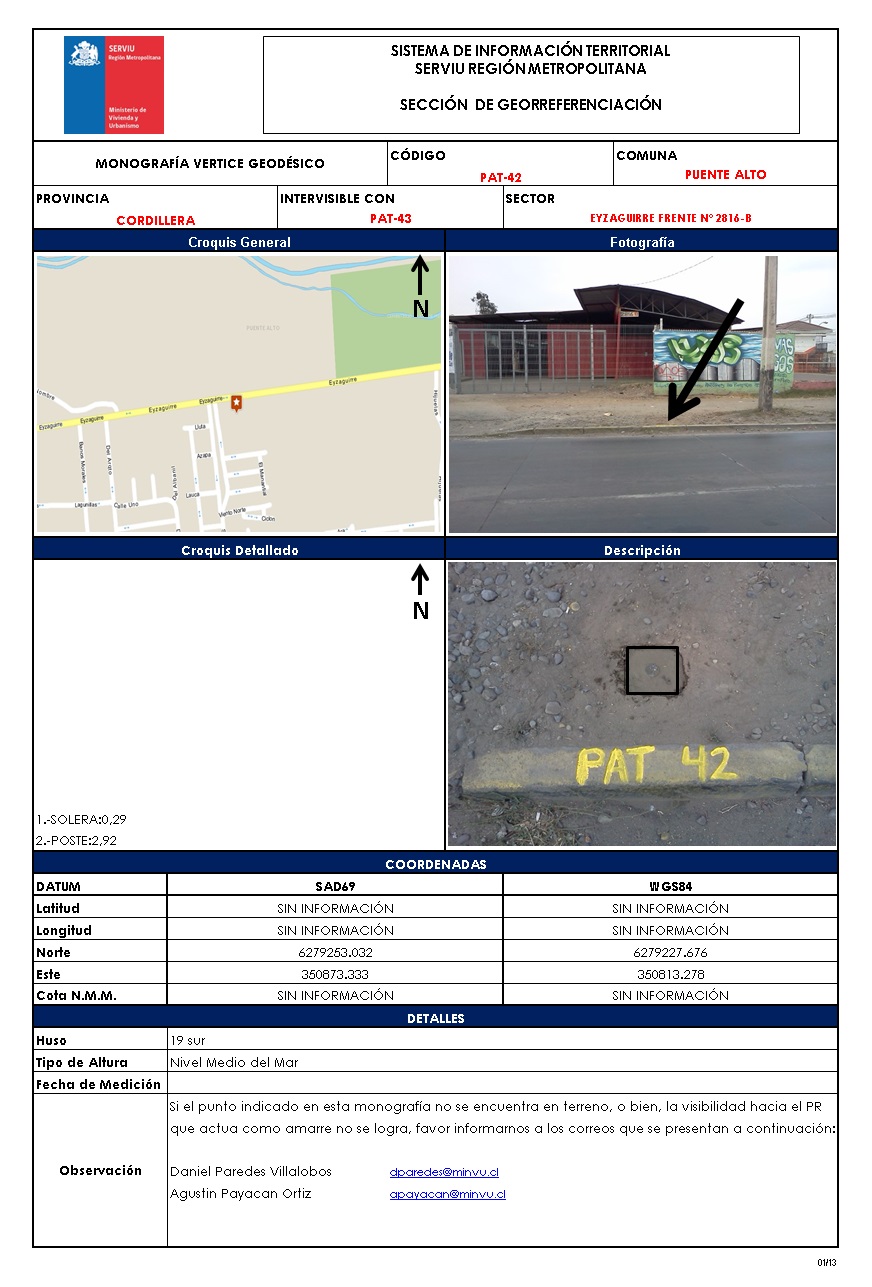 SERVIU
Región Metropolitana
Ministerio de
Vivienda y
Urbanismo
SISTEMA DE INFORMACIÓN TERRITORIAL
SERVIU REGIÓN METROPOLITANA
SECCIÓN DE GEORREFERENCIACIÓN
MONOGRAFÍA VERTICE GEODÉSICO
CÓDIGO
PAT-42
COMUNA
PUENTE ALTO
PROVINCIA
CORDILLERA
INTERVISIBLE CON
PAT-43
SECTOR
EYZAGUIRRE FRENTE N° 2816-B
Croquis General
Fotografía
N
PUENTE ALTO
Eyzaguirre
Eyzaguirre
Eyzaguirre
Eyzaguirre
Lluta
Azapa
Lauca
Viento Norte
Ciclos
El Manantial
Lagunillas
Calle Uno
Croquis Detallado
Descripción
N
PAT 42
1.-SOLERA:0,29
2.-POSTE:2,92
COORDENADAS
DATUM SAD69 WGS84
Latitud SIN INFORMACIÓN SIN INFORMACIÓN
Longitud SIN INFORMACIÓN SIN INFORMACIÓN
Norte 6279253.032 6279227.676
Este 350873.333 350813.278
Cota N.M.M. SIN INFORMACIÓN SIN INFORMACIÓN
DETALLES
Huso 19 sur
Tipo de Altura Nivel Medio del Mar
Fecha de Medición
Observación
Si el punto indicado en esta monografía no se encuentra en terreno, o bien, la visibilidad hacia el PR
que actua como amarre no se logra, favor informarnos a los correos que se presentan a continuación:
Daniel Paredes Villalobos dparedes@minvu.cl
Agustin Payacan Ortiz apayacan@minvu.cl
01/13